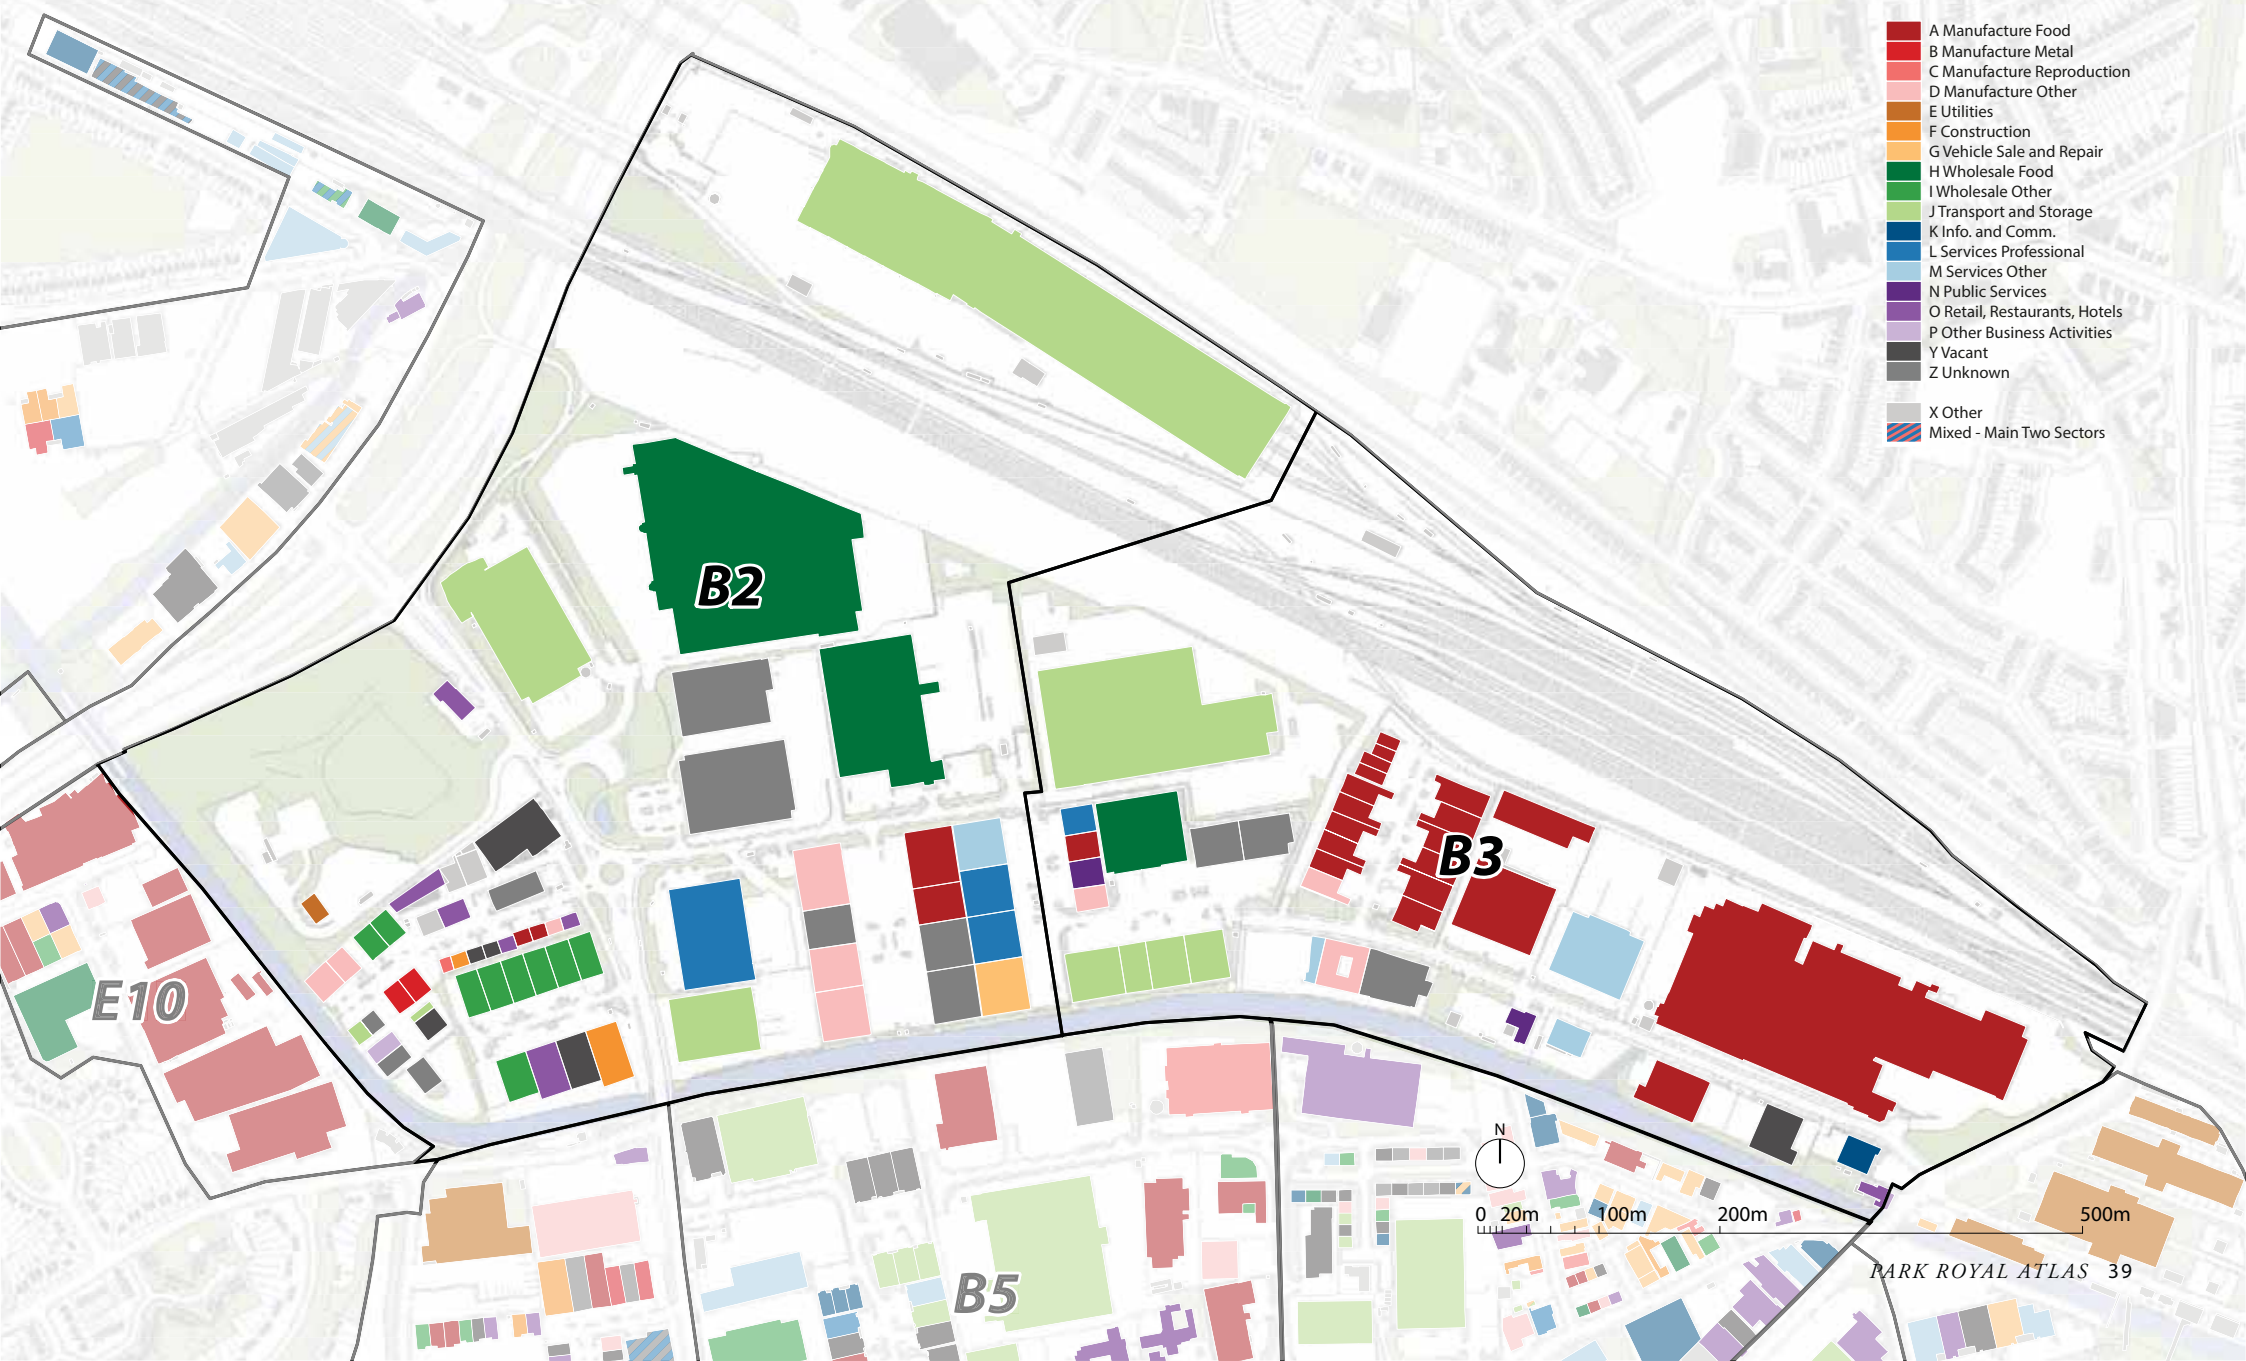 A Manufacture Food
B Manufacture Metal
C Manufacture Reproduction
D Manufacture Other
E Utilities
F Construction
G Vehicle Sale and Repair
H Wholesale Food
I Wholesale Other
J Transport and Storage
K Info. and Comm.
L Services Professional
M Services Other
N Public Services
O Retail, Restaurants, Hotels
P Other Business Activities
Y Vacant
Z Unknown
X Other
Mixed - Main Two Sectors
B2
B3
E10
B5
N
0 20m 100m 200m 500m
PARK ROYAL ATLAS 39